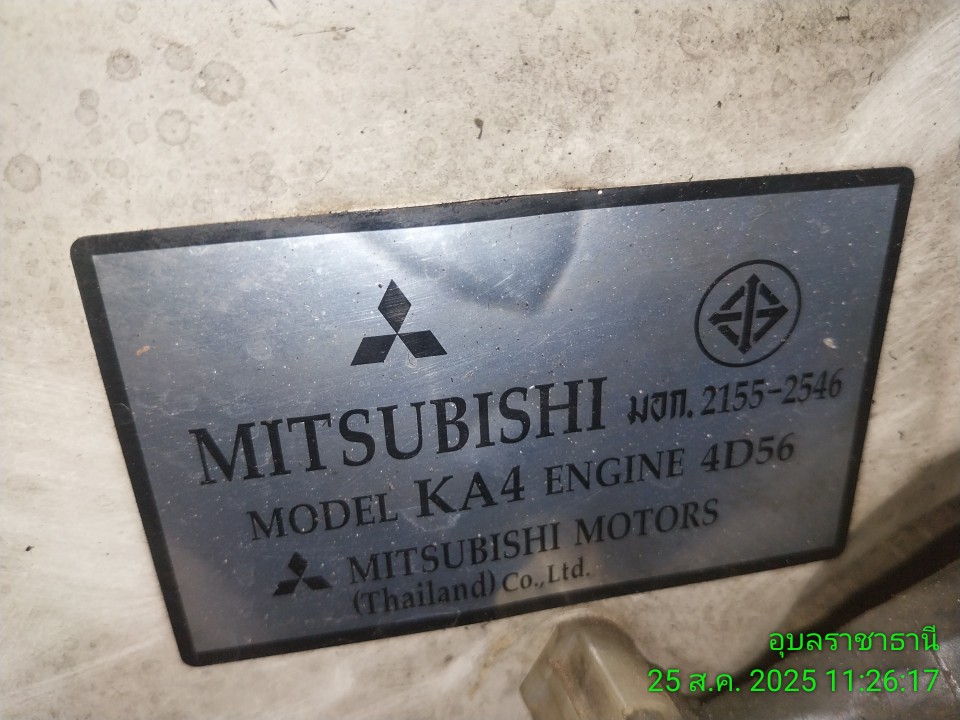 MITSUBISHI มอก. 2155-2546
MODEL KA4 ENGINE 4D56
MITSUBISHI MOTORS
(Thailand) Co.,Ltd.
อุบลราชาธานี
25 ส.ค. 2025 11:26:17